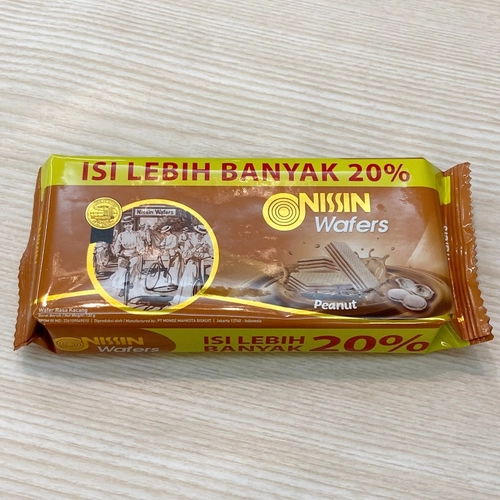 ISI LEBIH BANYAK 20%
Nissin Wafers
NISSIN
Wafers
Peanut
Wafer Rasa Kacang
NISSIN
Wafers
ISI LEBIH
BANYAK 20%